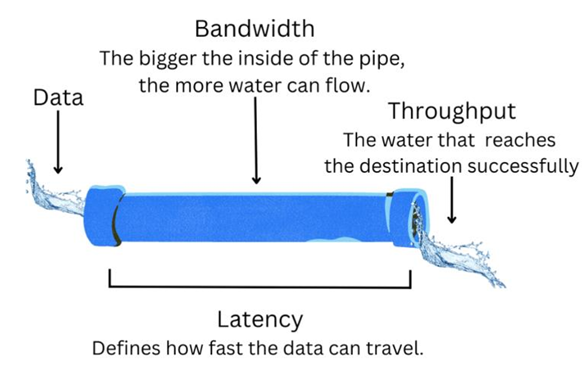 Bandwidth
The bigger the inside of the pipe,
the more water can flow.
Data
Throughput
The water that reaches
the destination successfully
Latency
Defines how fast the data can travel.